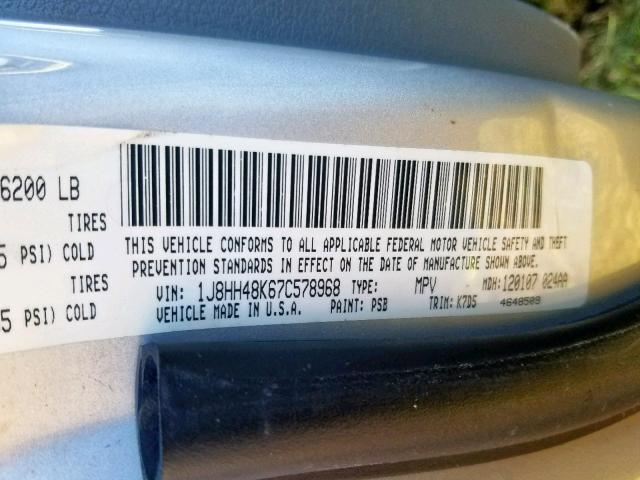 6200 LB
TIRES
5 PSI) COLD
TIRES
5 PSI) COLD
THIS VEHICLE CONFORMS TO ALL APPLICABLE FEDERAL MOTOR VEHICLE SAFETY AND THEFT
PREVENTION STANDARDS IN EFFECT ON THE DATE OF MANUFACTURE SHOWN ABOVE.
VIN: 1J8HH48K67C578968 TYPE: MPV MDH: 120107 024AA
VEHICLE MADE IN U.S.A. PAINT: PSB TRIM: K7D5 4648509